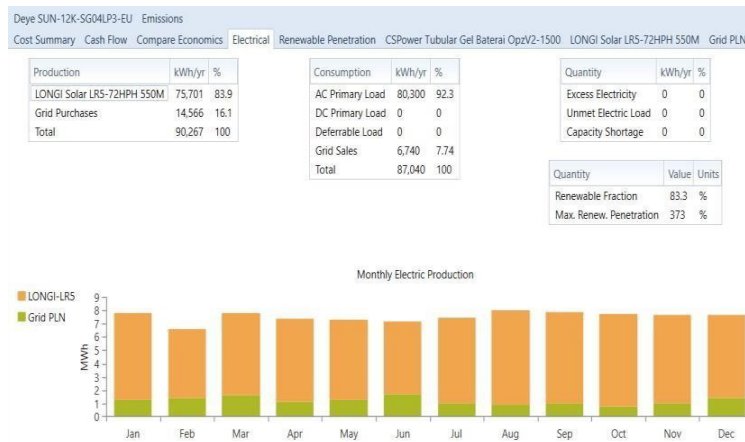 Deye SUN-12K-SG04LP3-EU Emissions
Cost Summary Cash Flow Compare Economics Electrical Renewable Penetration CSPower Tubular Gel Baterai OpzV2-1500 LONGI Solar LR5-72HPH 550M Grid PLN
Production kWh/yr %
LONGI Solar LR5-72HPH 550M 75,701 83.9
Grid Purchases 14,566 16.1
Total 90,267 100
Consumption kWh/yr %
AC Primary Load 80,300 92.3
DC Primary Load 0 0
Deferrable Load 0 0
Grid Sales 6,740 7.74
Total 87,040 100
Quantity kWh/yr %
Excess Electricity 0 0
Unmet Electric Load 0 0
Capacity Shortage 0 0
Quantity Value Units
Renewable Fraction 83.3 %
Max. Renew. Penetration 373 %
Monthly Electric Production
LONGI-LR5
Grid PLN
MWh
9
8
7
6
5
4
3
2
1
0
Jan Feb Mar Apr May Jun Jul Aug Sep Oct Nov Dec